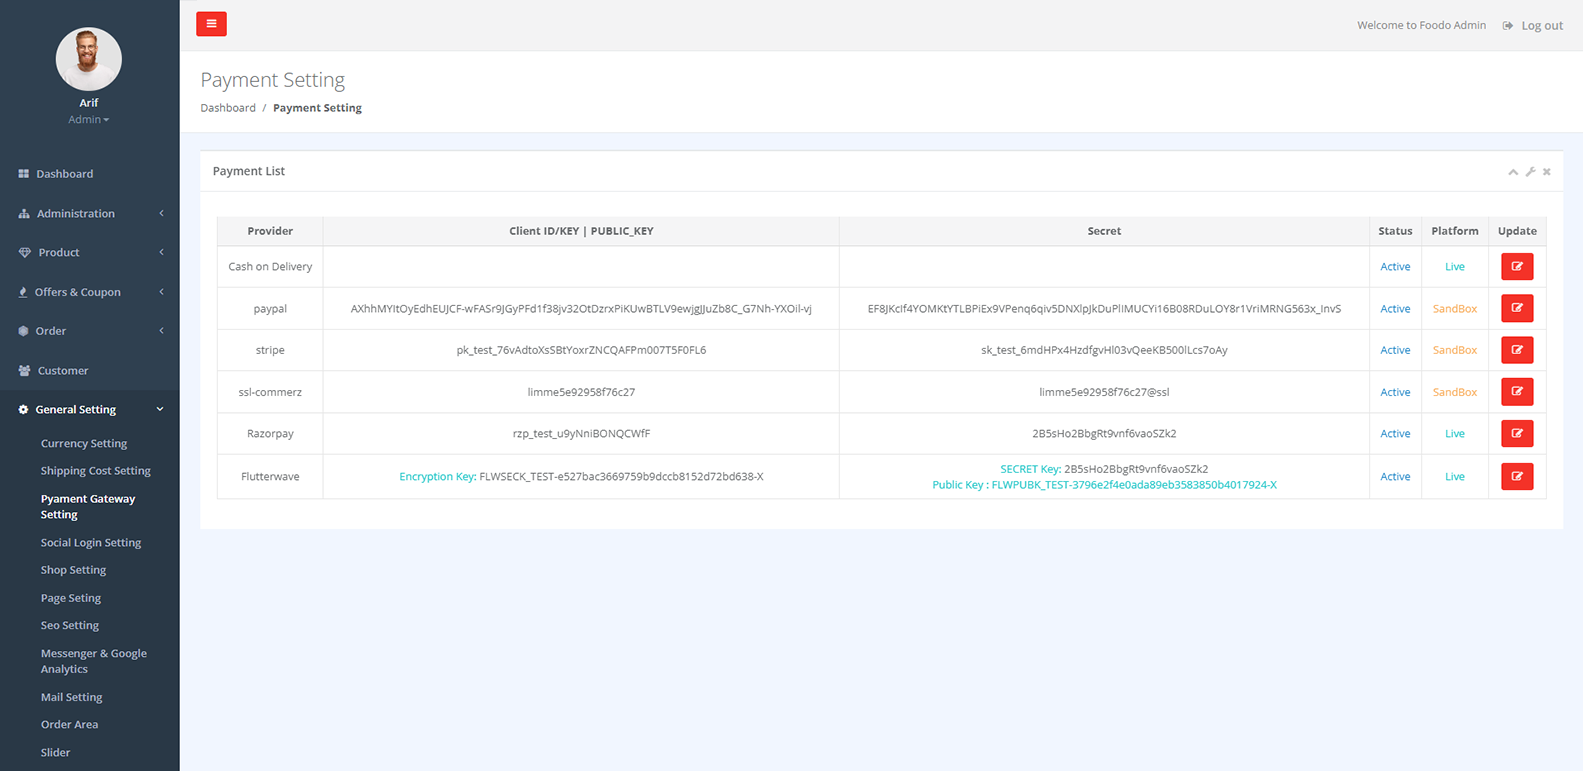 Welcome to Foodo Admin
Log out
Arif
Admin
Dashboard
Administration
Product
Offers & Coupon
Order
Customer
General Setting
Currency Setting
Shipping Cost Setting
Pyament Gateway
Setting
Social Login Setting
Shop Setting
Page Seting
Seo Setting
Messenger & Google
Analytics
Mail Setting
Order Area
Slider
Payment Setting
Dashboard / Payment Setting
Payment List
Provider Client ID/KEY | PUBLIC_KEY Secret Status Platform Update
Cash on Delivery Active Live
paypal AXhhMYItOyEdhEUJCF-wFASr9JGyPFd1f38jv32OtDzrxPiKUwBTLV9ewjgJJuZb8C_G7Nh-YXOil-vj EF8JKcIf4YOMKtYTLBPiEx9VPenq6qiv5DNXlpJkDuPlIMUCYi16B08RDuLOY8r1VriMRNG563x_InvS Active SandBox
stripe pk_test_76vAdtoXsSBtYoxrZNCQAFPm007T5F0FL6 sk_test_6mdHPx4HzdfgvHl03vQeeKB500lLcs7oAy Active SandBox
ssl-commerz limme5e92958f76c27 limme5e92958f76c27@ssl Active SandBox
Razorpay rzp_test_u9yNniBONQCWfF 2B5sHo2BbgRt9vnf6vaoSZk2 Active Live
Flutterwave Encryption Key: FLWSECK_TEST-e527bac3669759b9dccb8152d72bd638-X SECRET Key: 2B5sHo2BbgRt9vnf6vaoSZk2 Active Live
Public Key : FLWPUBK_TEST-3796e2f4e0ada89eb3583850b4017924-X